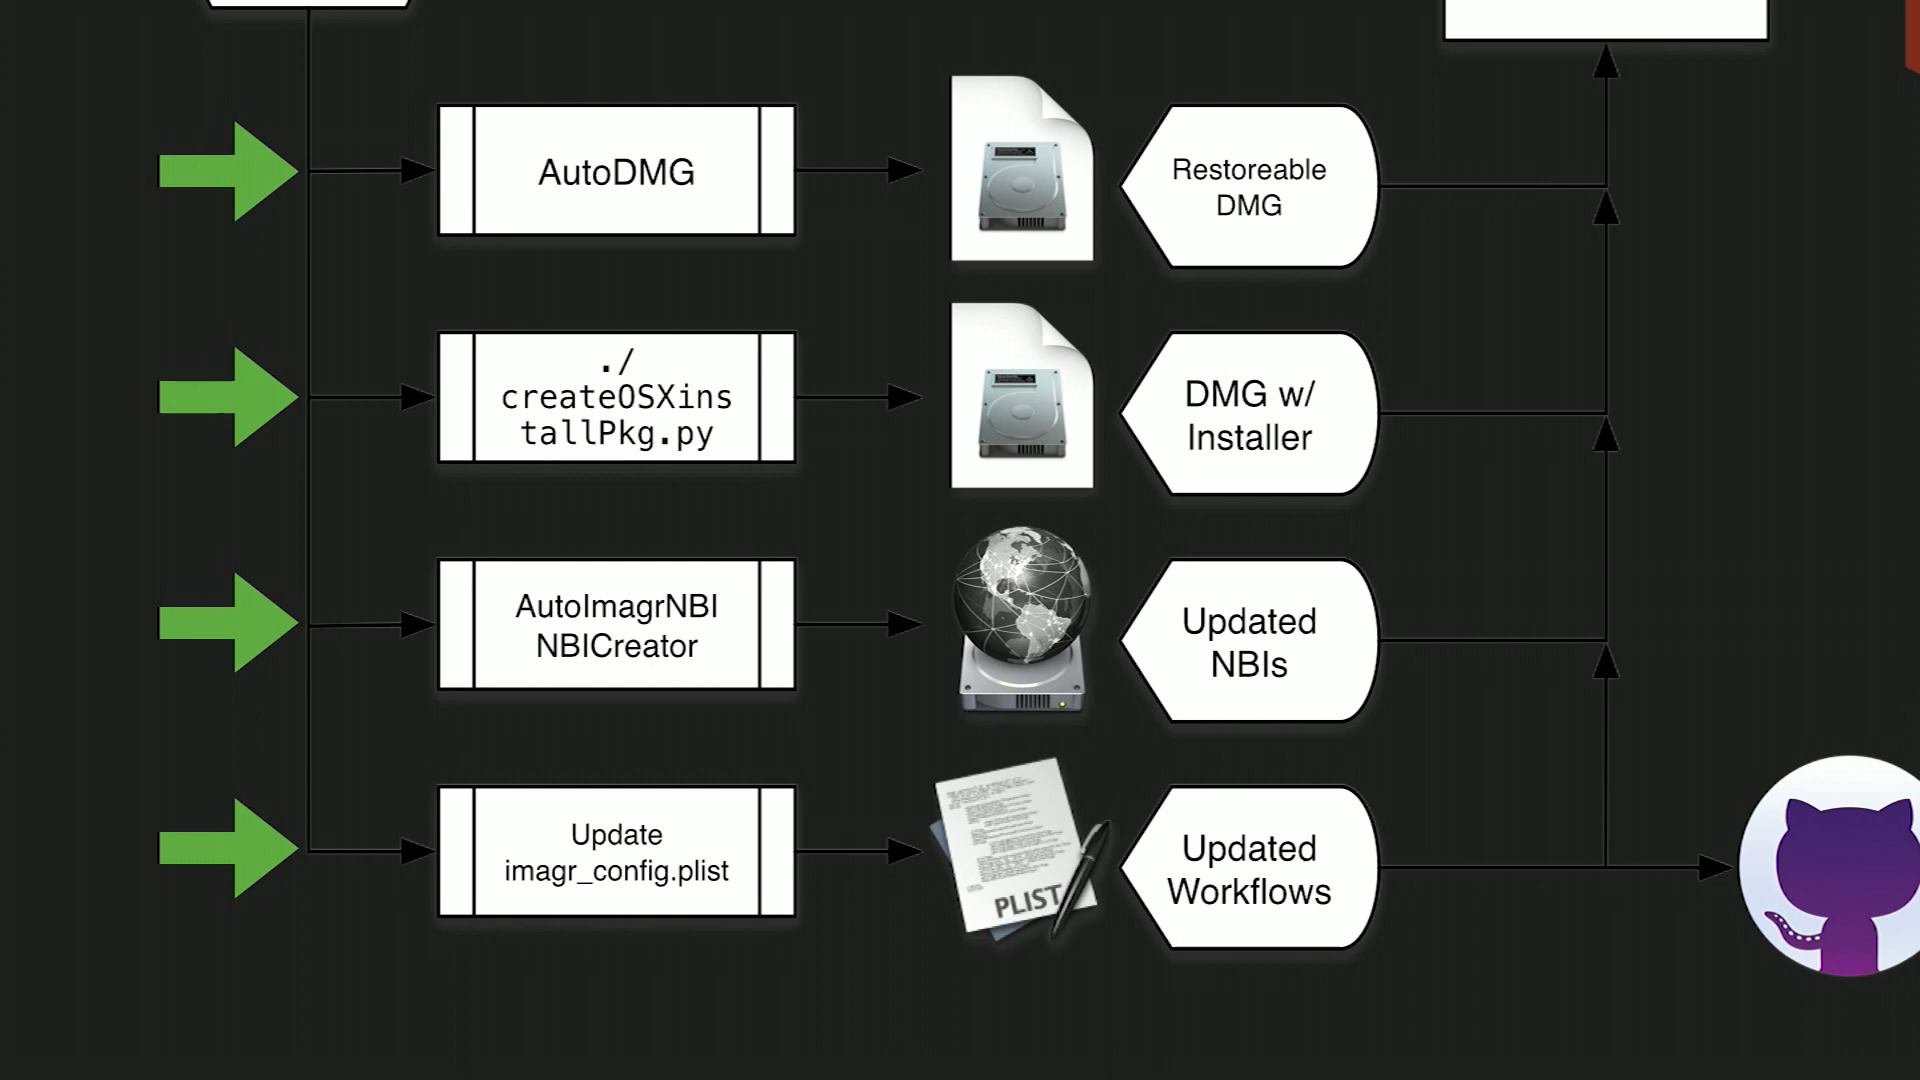 AutoDMG
Restoreable
DMG
./
createOSXins
tallPkg.py
DMG w/
Installer
AutoImagrNBI
NBICreator
Updated
NBIs
Update
imagr_config.plist
PLIST
Updated
Workflows